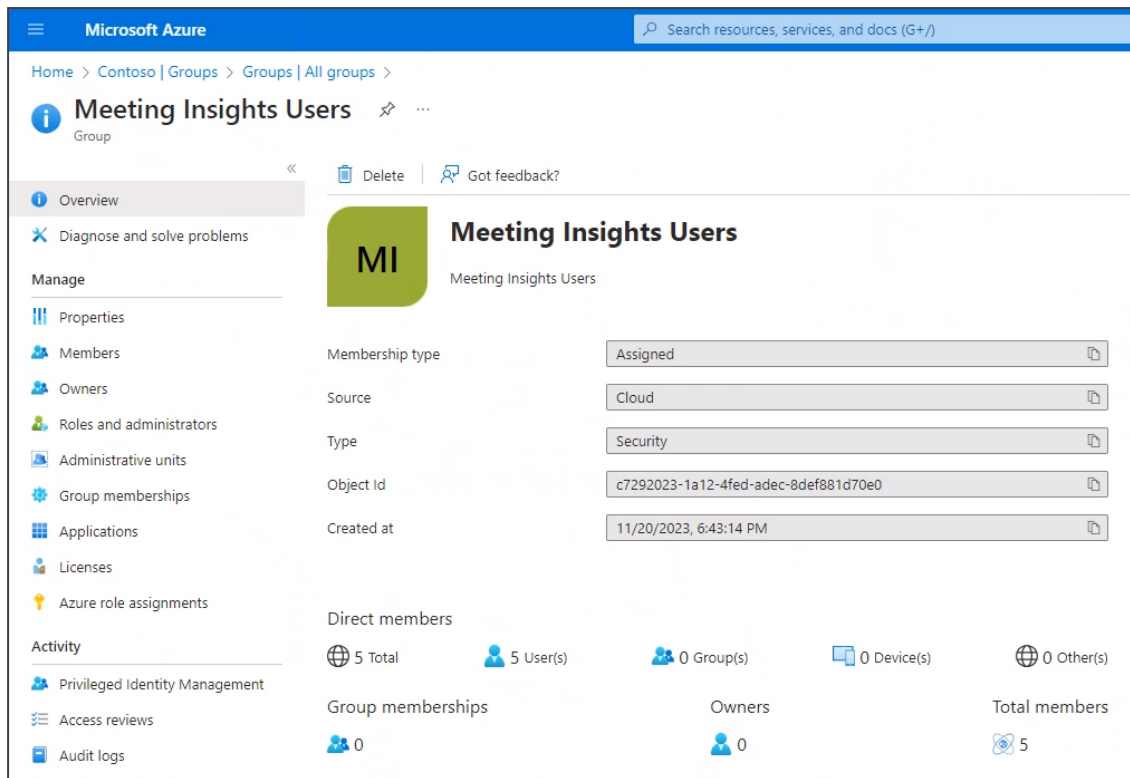 Microsoft Azure
Search resources, services, and docs (G+/)
Home > Contoso | Groups > Groups | All groups >
Meeting Insights Users
Group
Delete
Got feedback?
Overview
Diagnose and solve problems
Manage
Properties
Members
Owners
Roles and administrators
Administrative units
Group memberships
Applications
Licenses
Azure role assignments
Activity
Privileged Identity Management
Access reviews
Audit logs
MI
Meeting Insights Users
Meeting Insights Users
Membership type Assigned
Source Cloud
Type Security
Object Id c7292023-1a12-4fed-adec-8def881d70e0
Created at 11/20/2023, 6:43:14 PM
Direct members
5 Total 5 User(s) 0 Group(s) 0 Device(s) 0 Other(s)
Group memberships Owners Total members
0 0 5